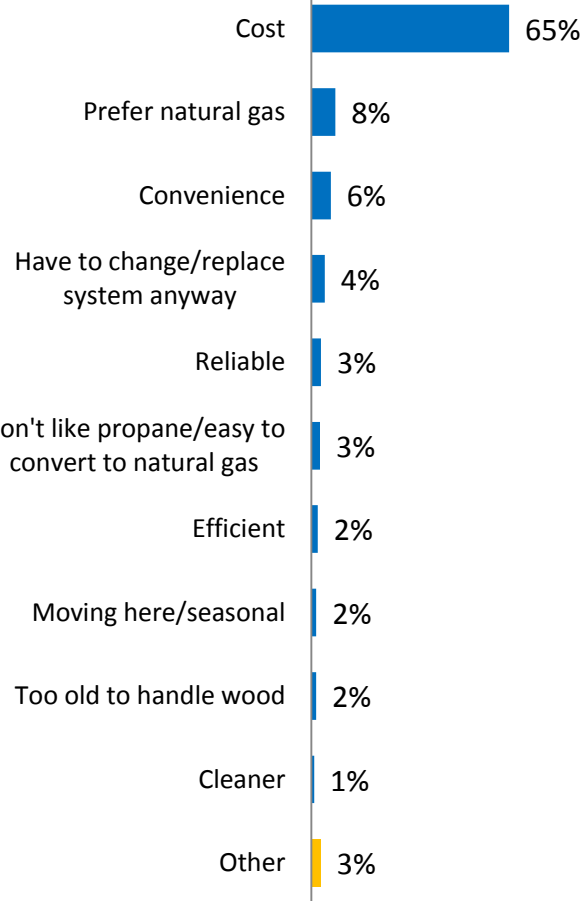 Cost 65%
Prefer natural gas 8%
Convenience 6%
Have to change/replace
system anyway 4%
Reliable 3%
on't like propane/easy to
convert to natural gas 3%
Efficient 2%
Moving here/seasonal 2%
Too old to handle wood 2%
Cleaner 1%
Other 3%